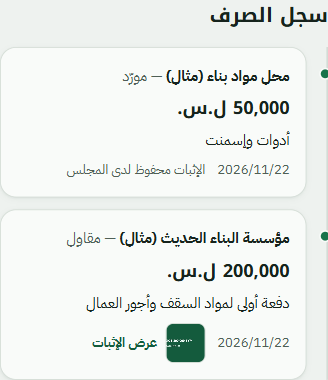 سجل الصرف
محل مواد بناء (مثال) — مورّد
50,000 ل.س.
أدوات وإسمنت
2026/11/22 الإثبات محفوظ لدى المجلس
مؤسسة البناء الحديث (مثال) — مقاول
200,000 ل.س.
دفعة أولى لمواد السقف وأجور العمال
2026/11/22 عرض الإثبات